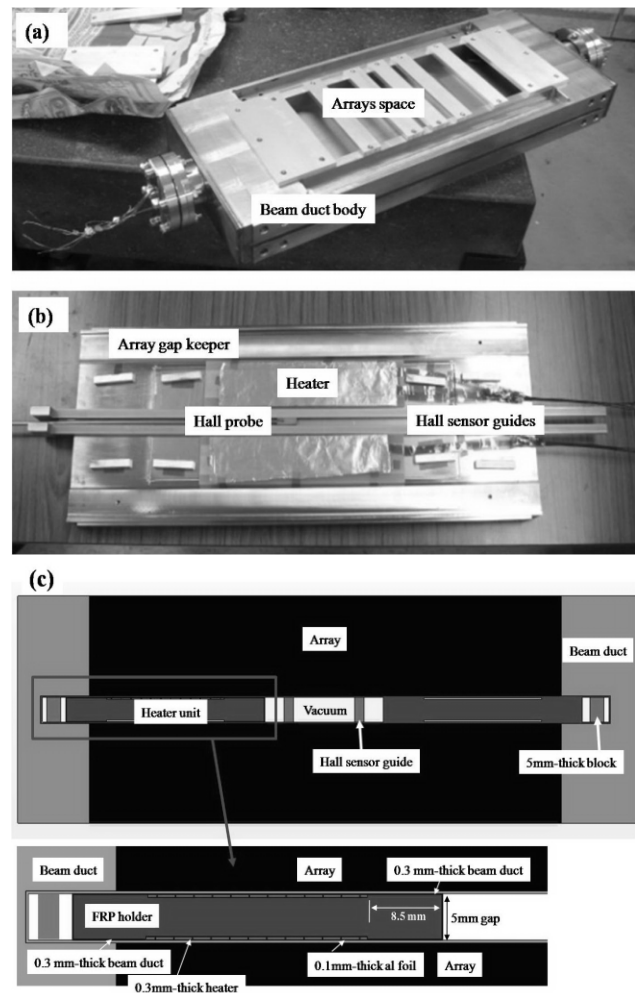 (a)
Arrays space
Beam duct body
(b)
Array gap keeper
Heater
Hall probe
Hall sensor guides
(c)
Array
Beam duct
Heater unit
Vacuum
Hall sensor guide
5mm-thick block
Beam duct
Array
0.3 mm-thick beam duct
FRP holder
8.5 mm
5mm gap
0.3 mm-thick beam duct
0.3mm-thick heater
0.1mm-thick al foil
Array